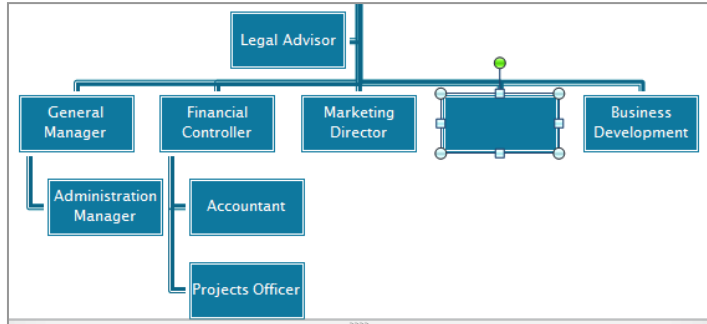 Legal Advisor
General
Manager
Financial
Controller
Marketing
Director
Business
Development
Administration
Manager
Accountant
Projects Officer